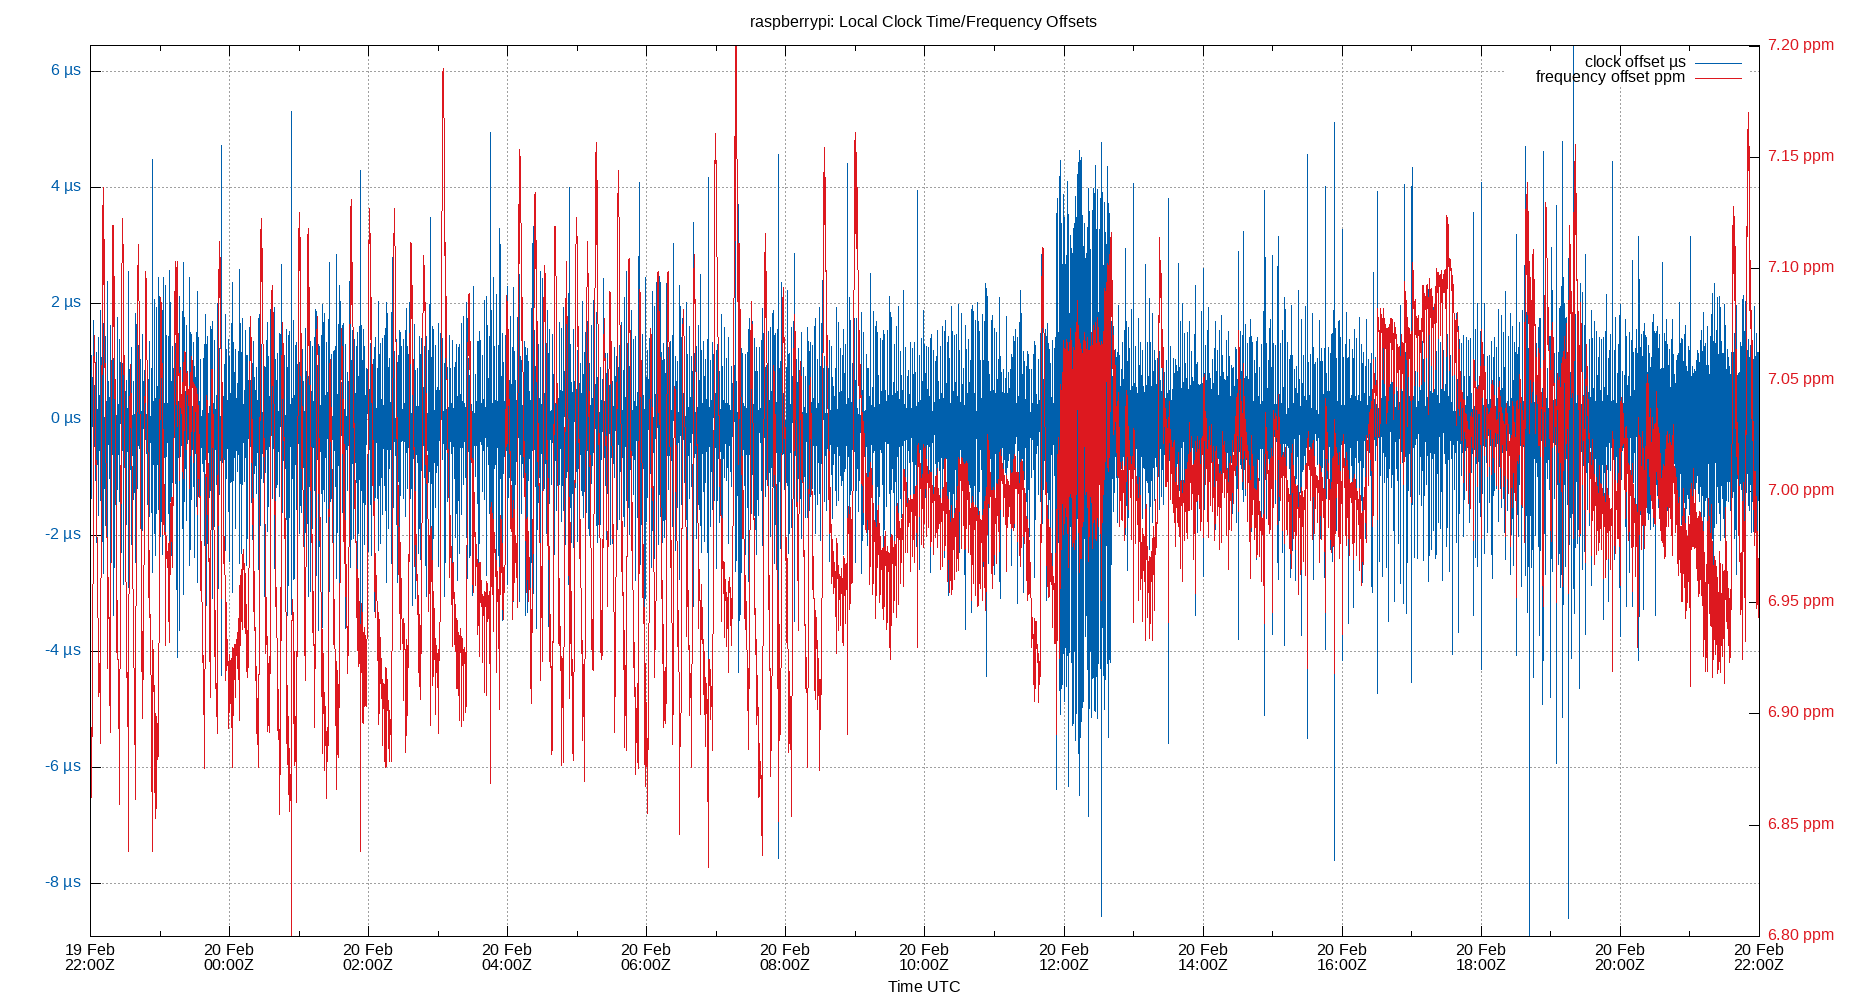 raspberrypi: Local Clock Time/Frequency Offsets
clock offset µs
frequency offset ppm
6 µs
4 µs
2 µs
0 µs
-2 µs
-4 µs
-6 µs
-8 µs
7.20 ppm
7.15 ppm
7.10 ppm
7.05 ppm
7.00 ppm
6.95 ppm
6.90 ppm
6.85 ppm
6.80 ppm
19 Feb
22:00Z
20 Feb
00:00Z
20 Feb
02:00Z
20 Feb
04:00Z
20 Feb
06:00Z
20 Feb
08:00Z
20 Feb
10:00Z
20 Feb
12:00Z
20 Feb
14:00Z
20 Feb
16:00Z
20 Feb
18:00Z
20 Feb
20:00Z
20 Feb
22:00Z
Time UTC